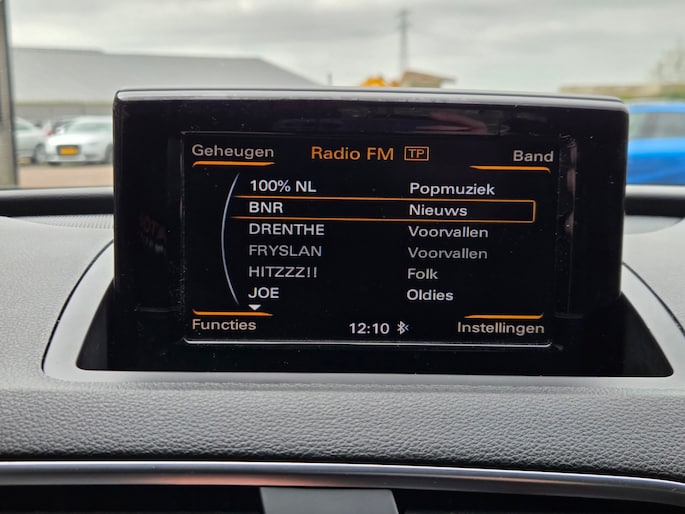 Geheugen Radio FM TP Band
100% NL Popmuziek
BNR Nieuws
DRENTHE Voorvallen
FRYSLAN Voorvallen
HITZZZ!! Folk
JOE Oldies
Functies 12:10 Instellingen